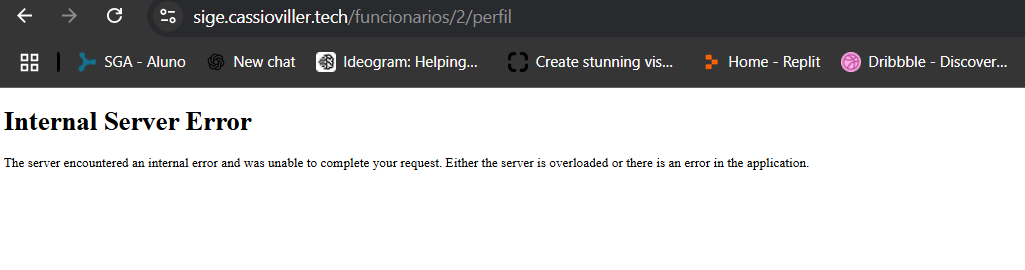 sige.cassioviller.tech/funcionarios/2/perfil
SGA - Aluno New chat Ideogram: Helping... Create stunning vis... Home - Replit Dribbble - Discover...
Internal Server Error
The server encountered an internal error and was unable to complete your request. Either the server is overloaded or there is an error in the application.